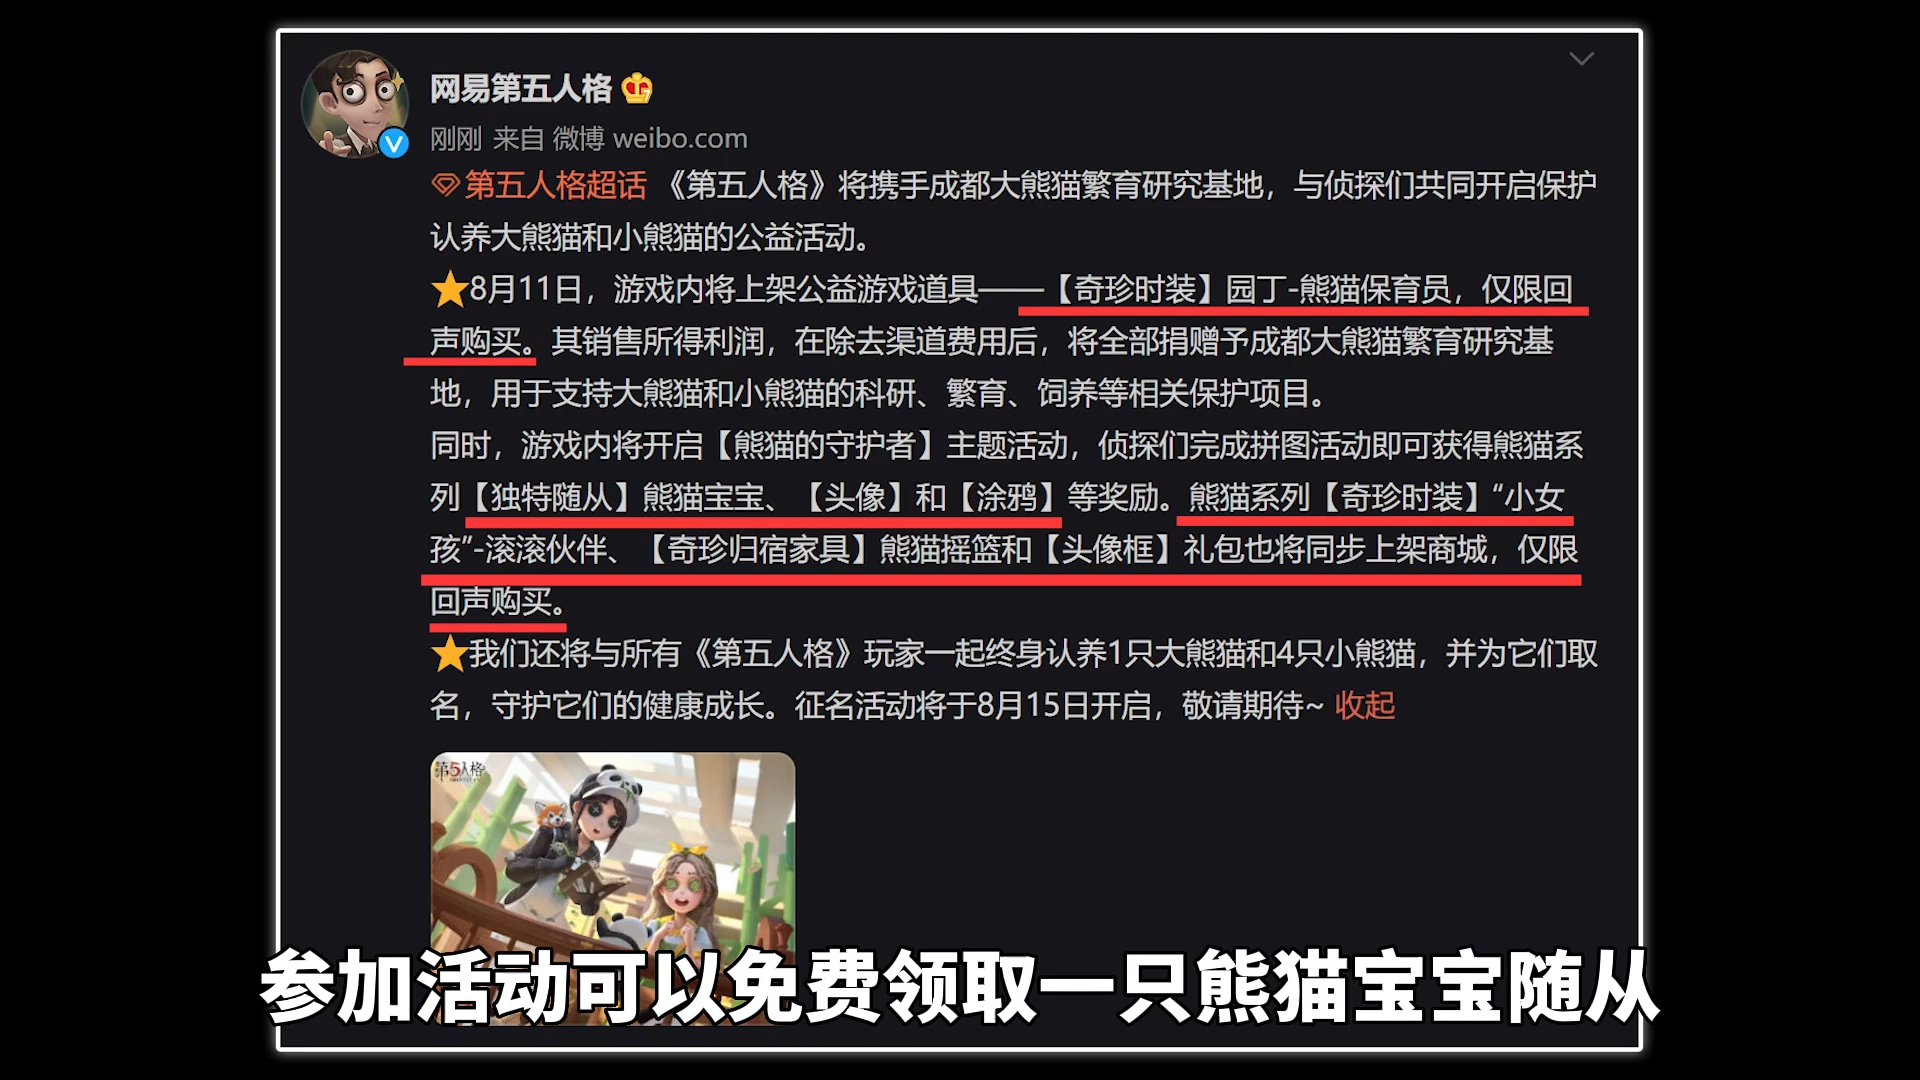 网易第五人格
刚刚 来自 微博 weibo.com
第五人格超话 《第五人格》将携手成都大熊猫繁育研究基地，与侦探们共同开启保护
认养大熊猫和小熊猫的公益活动。
8月11日，游戏内将上架公益游戏道具——【奇珍时装】园丁-熊猫保育员，仅限回
声购买。其销售所得利润，在除去渠道费用后，将全部捐赠予成都大熊猫繁育研究基
地，用于支持大熊猫和小熊猫的科研、繁育、饲养等相关保护项目。
同时，游戏内将开启【熊猫的守护者】主题活动，侦探们完成拼图活动即可获得熊猫系
列【独特随从】熊猫宝宝、【头像】和【涂鸦】等奖励。熊猫系列【奇珍时装】“小女
孩”-滚滚伙伴、【奇珍归宿家具】熊猫摇篮和【头像框】礼包也将同步上架商城，仅限
回声购买。
我们还将与所有《第五人格》玩家一起终身认养1只大熊猫和4只小熊猫，并为它们取
名，守护它们的健康成长。征名活动将于8月15日开启，敬请期待~ 收起
第5人格
参加活动可以免费领取一只熊猫宝宝随从